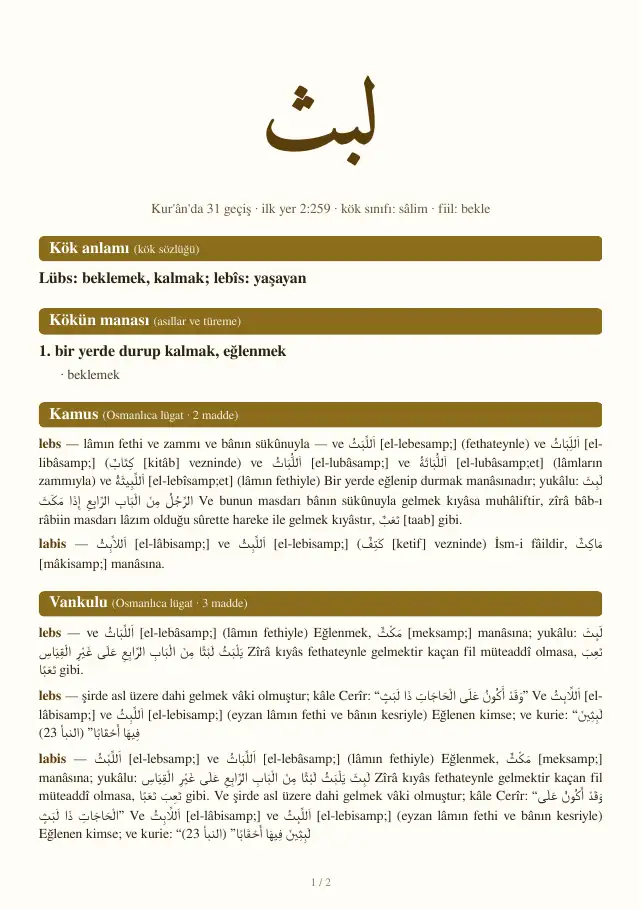 لبث
Kur'ân'da 31 geçiş · ilk yer 2:259 · kök sınıfı: sâlim · fiil: bekle
Kök anlamı (kök sözlüğü)
Lübs: beklemek, kalmak; lebîs: yaşayan
Kökün manası (asıllar ve türeme)
1. bir yerde durup kalmak, eğlenmek
· beklemek
Kamus (Osmanlıca lügat · 2 madde)
lebs — lâmın fethi ve zammı ve bânın sükûnuyla — ve اَللَّبَثُ [el-lebesamp;] (fethateynle) ve اَللِّبَاثُ [el-
libâsamp;] (كِتَابٌ [kitâb] vezninde) ve اَللُّبَاثُ [el-lubâsamp;] ve اَللُّبَاثَةُ [el-lubâsamp;et] (lâmların
zammıyla) ve اَللَّبِيثَةُ [el-lebîsamp;et] (lâmın fethiyle) Bir yerde eğlenip durmak manâsınadır; yukâlu: لَبِثَ
الرَّجُلُ مِنَ الْبَابِ الرَّابِعِ إِذَا مَكَثَ Ve bunun masdarı bânın sükûnuyla gelmek kıyâsa muhâliftir, zîrâ bâb-ı
râbiin masdarı lâzım olduğu sûrette hareke ile gelmek kıyâstır, تَعَبٌ [taab] gibi.
labis — اَللاَّبِثُ [el-lâbisamp;] ve اَللَّبِثُ [el-lebisamp;] (كَتِفٌ [ketif] vezninde) İsm-i fâildir, مَاكِثٌ
[mâkisamp;] manâsına.
Vankulu (Osmanlıca lügat · 3 madde)
lebs — ve اَللَّبَاثُ [el-lebâsamp;] (lâmın fethiyle) Eğlenmek, مَكْثٌ [meksamp;] manâsına; yukâlu: لَبِثَ
يَلْبَثُ لَبْثًا مِنَ الْبَابِ الرَّابِعِ عَلَى غَيْرِ الْقِيَاسِ Zîrâ kıyâs fethateynle gelmektir kaçan fiil müteaddî olmasa, تَعِبَ
تَعَبًا gibi.
lebs — şirde asl üzere dahi gelmek vâki olmuştur; kâle Cerîr: “وَقَدْ أَكُونُ عَلَى الْحَاجَاتِ ذَا لَبَثٍ” Ve اَللاَّبِثُ [el-
lâbisamp;] ve اَللَّبِثُ [el-lebisamp;] (eyzan lâmın fethi ve bânın kesriyle) Eğlenen kimse; ve kurie: “لَبِثِينَ
فِيهَا أَحْقَابًا” (النبأ 23)
labis — اَللَّبْثُ [el-lebsamp;] ve اَللَّبَاثُ [el-lebâsamp;] (lâmın fethiyle) Eğlenmek, مَكْثٌ [meksamp;]
manâsına; yukâlu: لَبِثَ يَلْبَثُ لَبْثًا مِنَ الْبَابِ الرَّابِعِ عَلَى غَيْرِ الْقِيَاسِ Zîrâ kıyâs fethateynle gelmektir kaçan fiil
müteaddî olmasa, تَعِبَ تَعَبًا gibi. Ve şirde asl üzere dahi gelmek vâki olmuştur; kâle Cerîr: “وَقَدْ أَكُونُ عَلَى
الْحَاجَاتِ ذَا لَبَثٍ” Ve اَللاَّبِثُ [el-lâbisamp;] ve اَللَّبِثُ [el-lebisamp;] (eyzan lâmın fethi ve bânın kesriyle)
Eğlenen kimse; ve kurie: “لَبِثِينَ فِيهَا أَحْقَابًا” (النبأ 23)
1 / 2